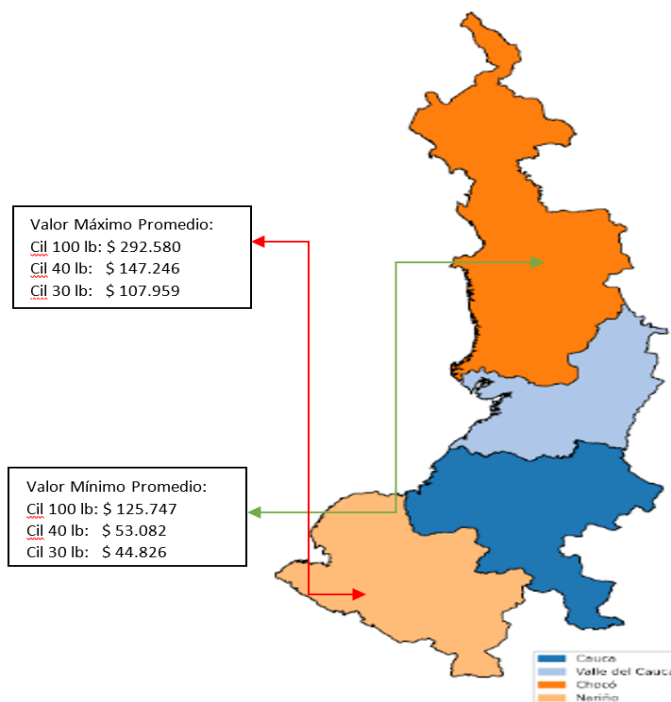 Valor Máximo Promedio:
Cil 100 lb: $ 292.580
Cil 40 lb: $ 147.246
Cil 30 lb: $ 107.959
Valor Mínimo Promedio:
Cil 100 lb: $ 125.747
Cil 40 lb: $ 53.082
Cil 30 lb: $ 44.826
Cauca
Valle del Cauca
Chocó
Nariño